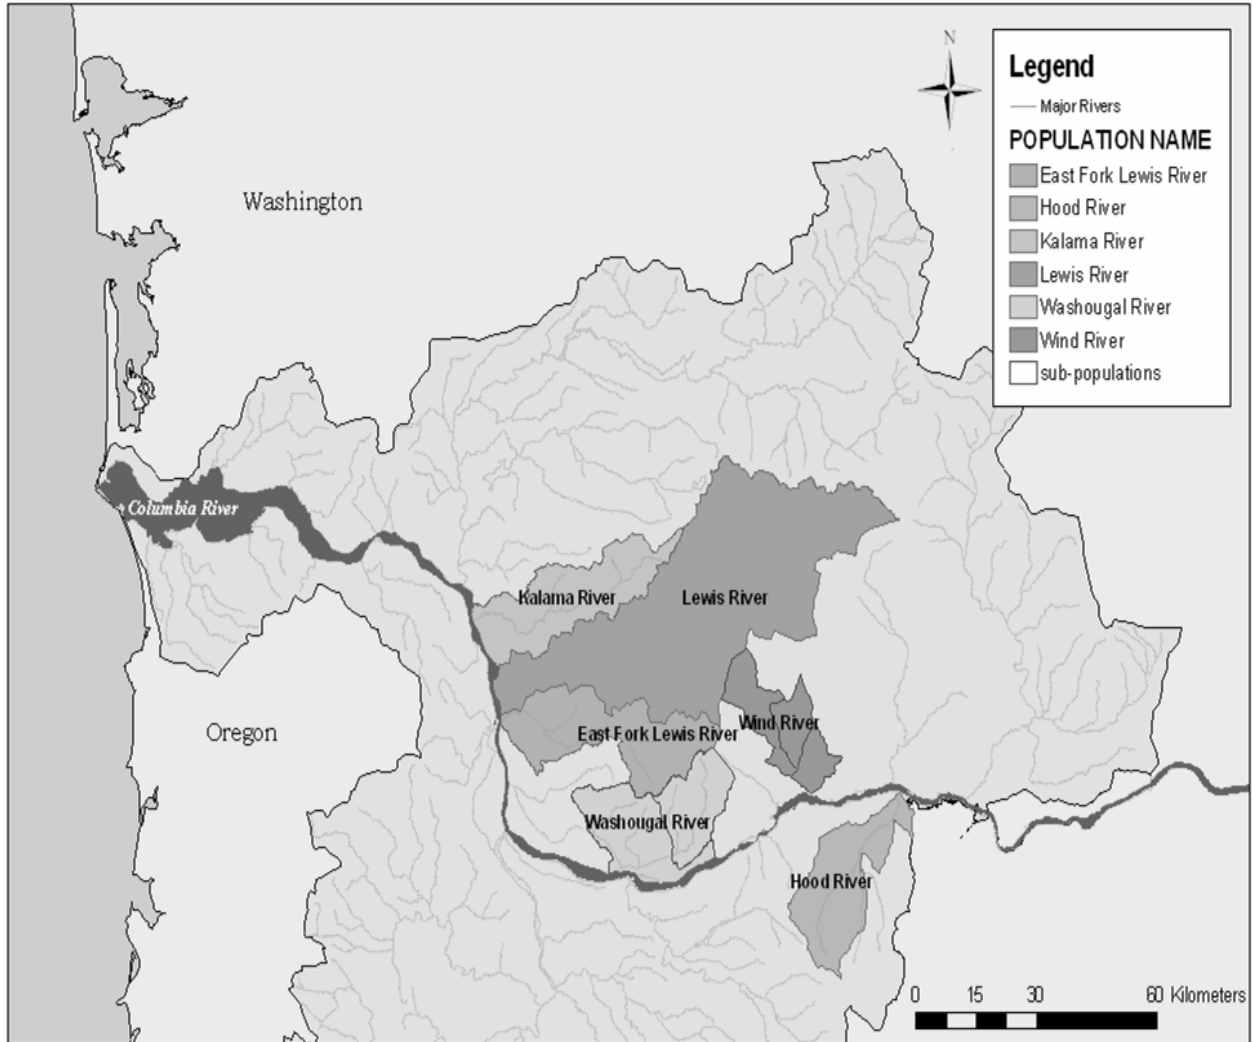 N
Legend
Major Rivers
POPULATION NAME
East Fork Lewis River
Hood River
Kalama River
Lewis River
Washougal River
Wind River
sub-populations
Washington
Columbia River
Kalama River
Lewis River
Wind River
East Fork Lewis River
Oregon
Washougal River
Hood River
0 15 30 60 Kilometers